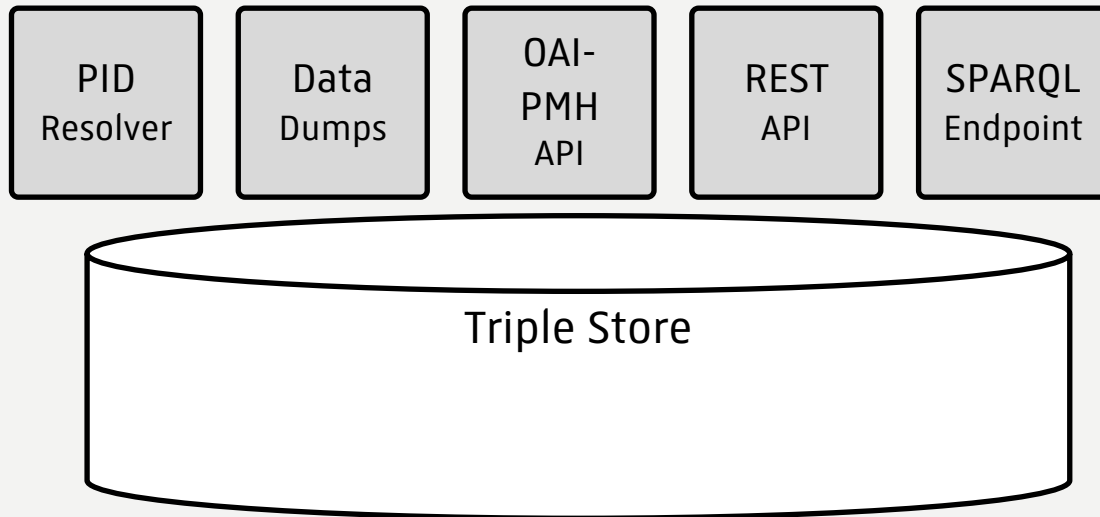 PID
Resolver
Data
Dumps
OAI-
PMH
API
REST
API
SPARQL
Endpoint
Triple Store